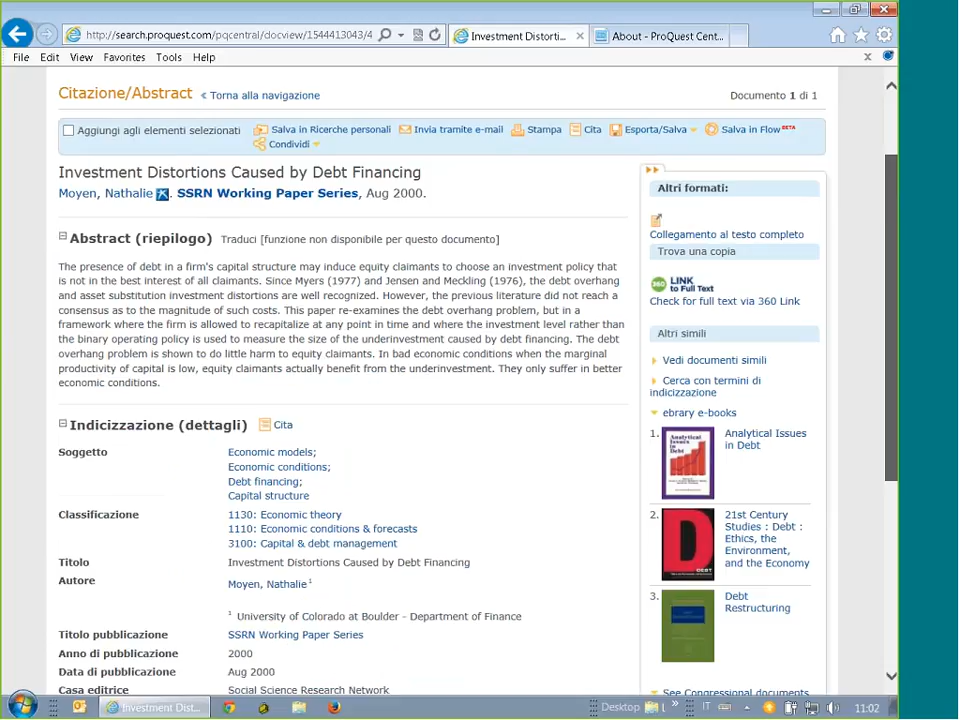 http://search.proquest.com/pqcentral/docview/1544413043/4
Investment Distorti...
About - ProQuest Cent...
File Edit View Favorites Tools Help
Citazione/Abstract
« Torna alla navigazione
Documento 1 di 1
Aggiungi agli elementi selezionati
Salva in Ricerche personali
Invia tramite e-mail
Stampa
Cita
Esporta/Salva
Salva in Flow BETA
Condividi
Investment Distortions Caused by Debt Financing
Moyen, Nathalie. SSRN Working Paper Series, Aug 2000.
Abstract (riepilogo) Traduci [funzione non disponibile per questo documento]
The presence of debt in a firm's capital structure may induce equity claimants to choose an investment policy that
is not in the best interest of all claimants. Since Myers (1977) and Jensen and Meckling (1976), the debt overhang
and asset substitution investment distortions are well recognized. However, the previous literature did not reach a
consensus as to the magnitude of such costs. This paper re-examines the debt overhang problem, but in a
framework where the firm is allowed to recapitalize at any point in time and where the investment level rather than
the binary operating policy is used to measure the size of the underinvestment caused by debt financing. The debt
overhang problem is shown to do little harm to equity claimants. In bad economic conditions when the marginal
productivity of capital is low, equity claimants actually benefit from the underinvestment. They only suffer in better
economic conditions.
Indicizzazione (dettagli) Cita
Soggetto
Economic models;
Economic conditions;
Debt financing;
Capital structure
Classificazione
1130: Economic theory
1110: Economic conditions & forecasts
3100: Capital & debt management
Titolo
Investment Distortions Caused by Debt Financing
Autore
Moyen, Nathalie 1
1 University of Colorado at Boulder - Department of Finance
Titolo pubblicazione
SSRN Working Paper Series
Anno di pubblicazione
2000
Data di pubblicazione
Aug 2000
Casa editrice
Social Science Research Network
Altri formati:
Collegamento al testo completo
Trova una copia
360 LINK
to Full Text
Check for full text via 360 Link
Altri simili
Vedi documenti simili
Cerca con termini di
indicizzazione
ebrary e-books
1.
Analytical Issues
in Debt
Analytical
Issues
in Debt
2.
21st Century
Studies : Debt :
Ethics, the
Environment,
and the Economy
D
DEBT
3.
Debt
Restructuring
See Congressional documents
Investment Dist...
Desktop
L
»
IT
11:02